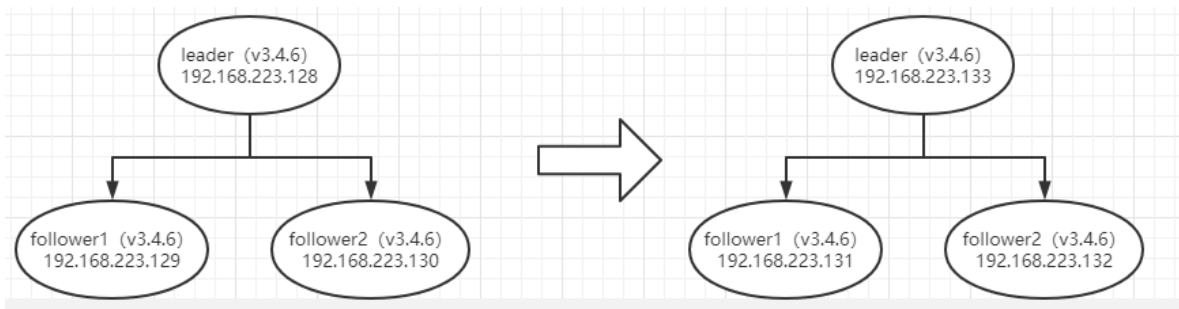 leader（v3.4.6)
192.168.223.128
leader（v3.4.6)
192.168.223.133
follower1（v3.4.6)
192.168.223.129
follower2（v3.4.6)
192.168.223.130
follower1（v3.4.6)
192.168.223.131
follower2（v3.4.6)
192.168.223.132